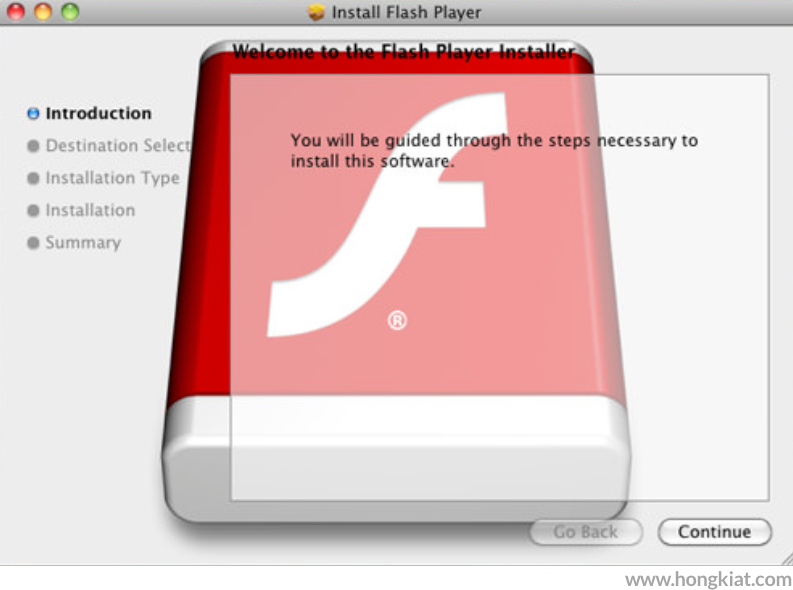 Install Flash Player
Welcome to the Flash Player Installer
Introduction
Destination Select
Installation Type
Installation
Summary
You will be guided through the steps necessary to
install this software.
®
Go Back
Continue
www.hongkiat.com